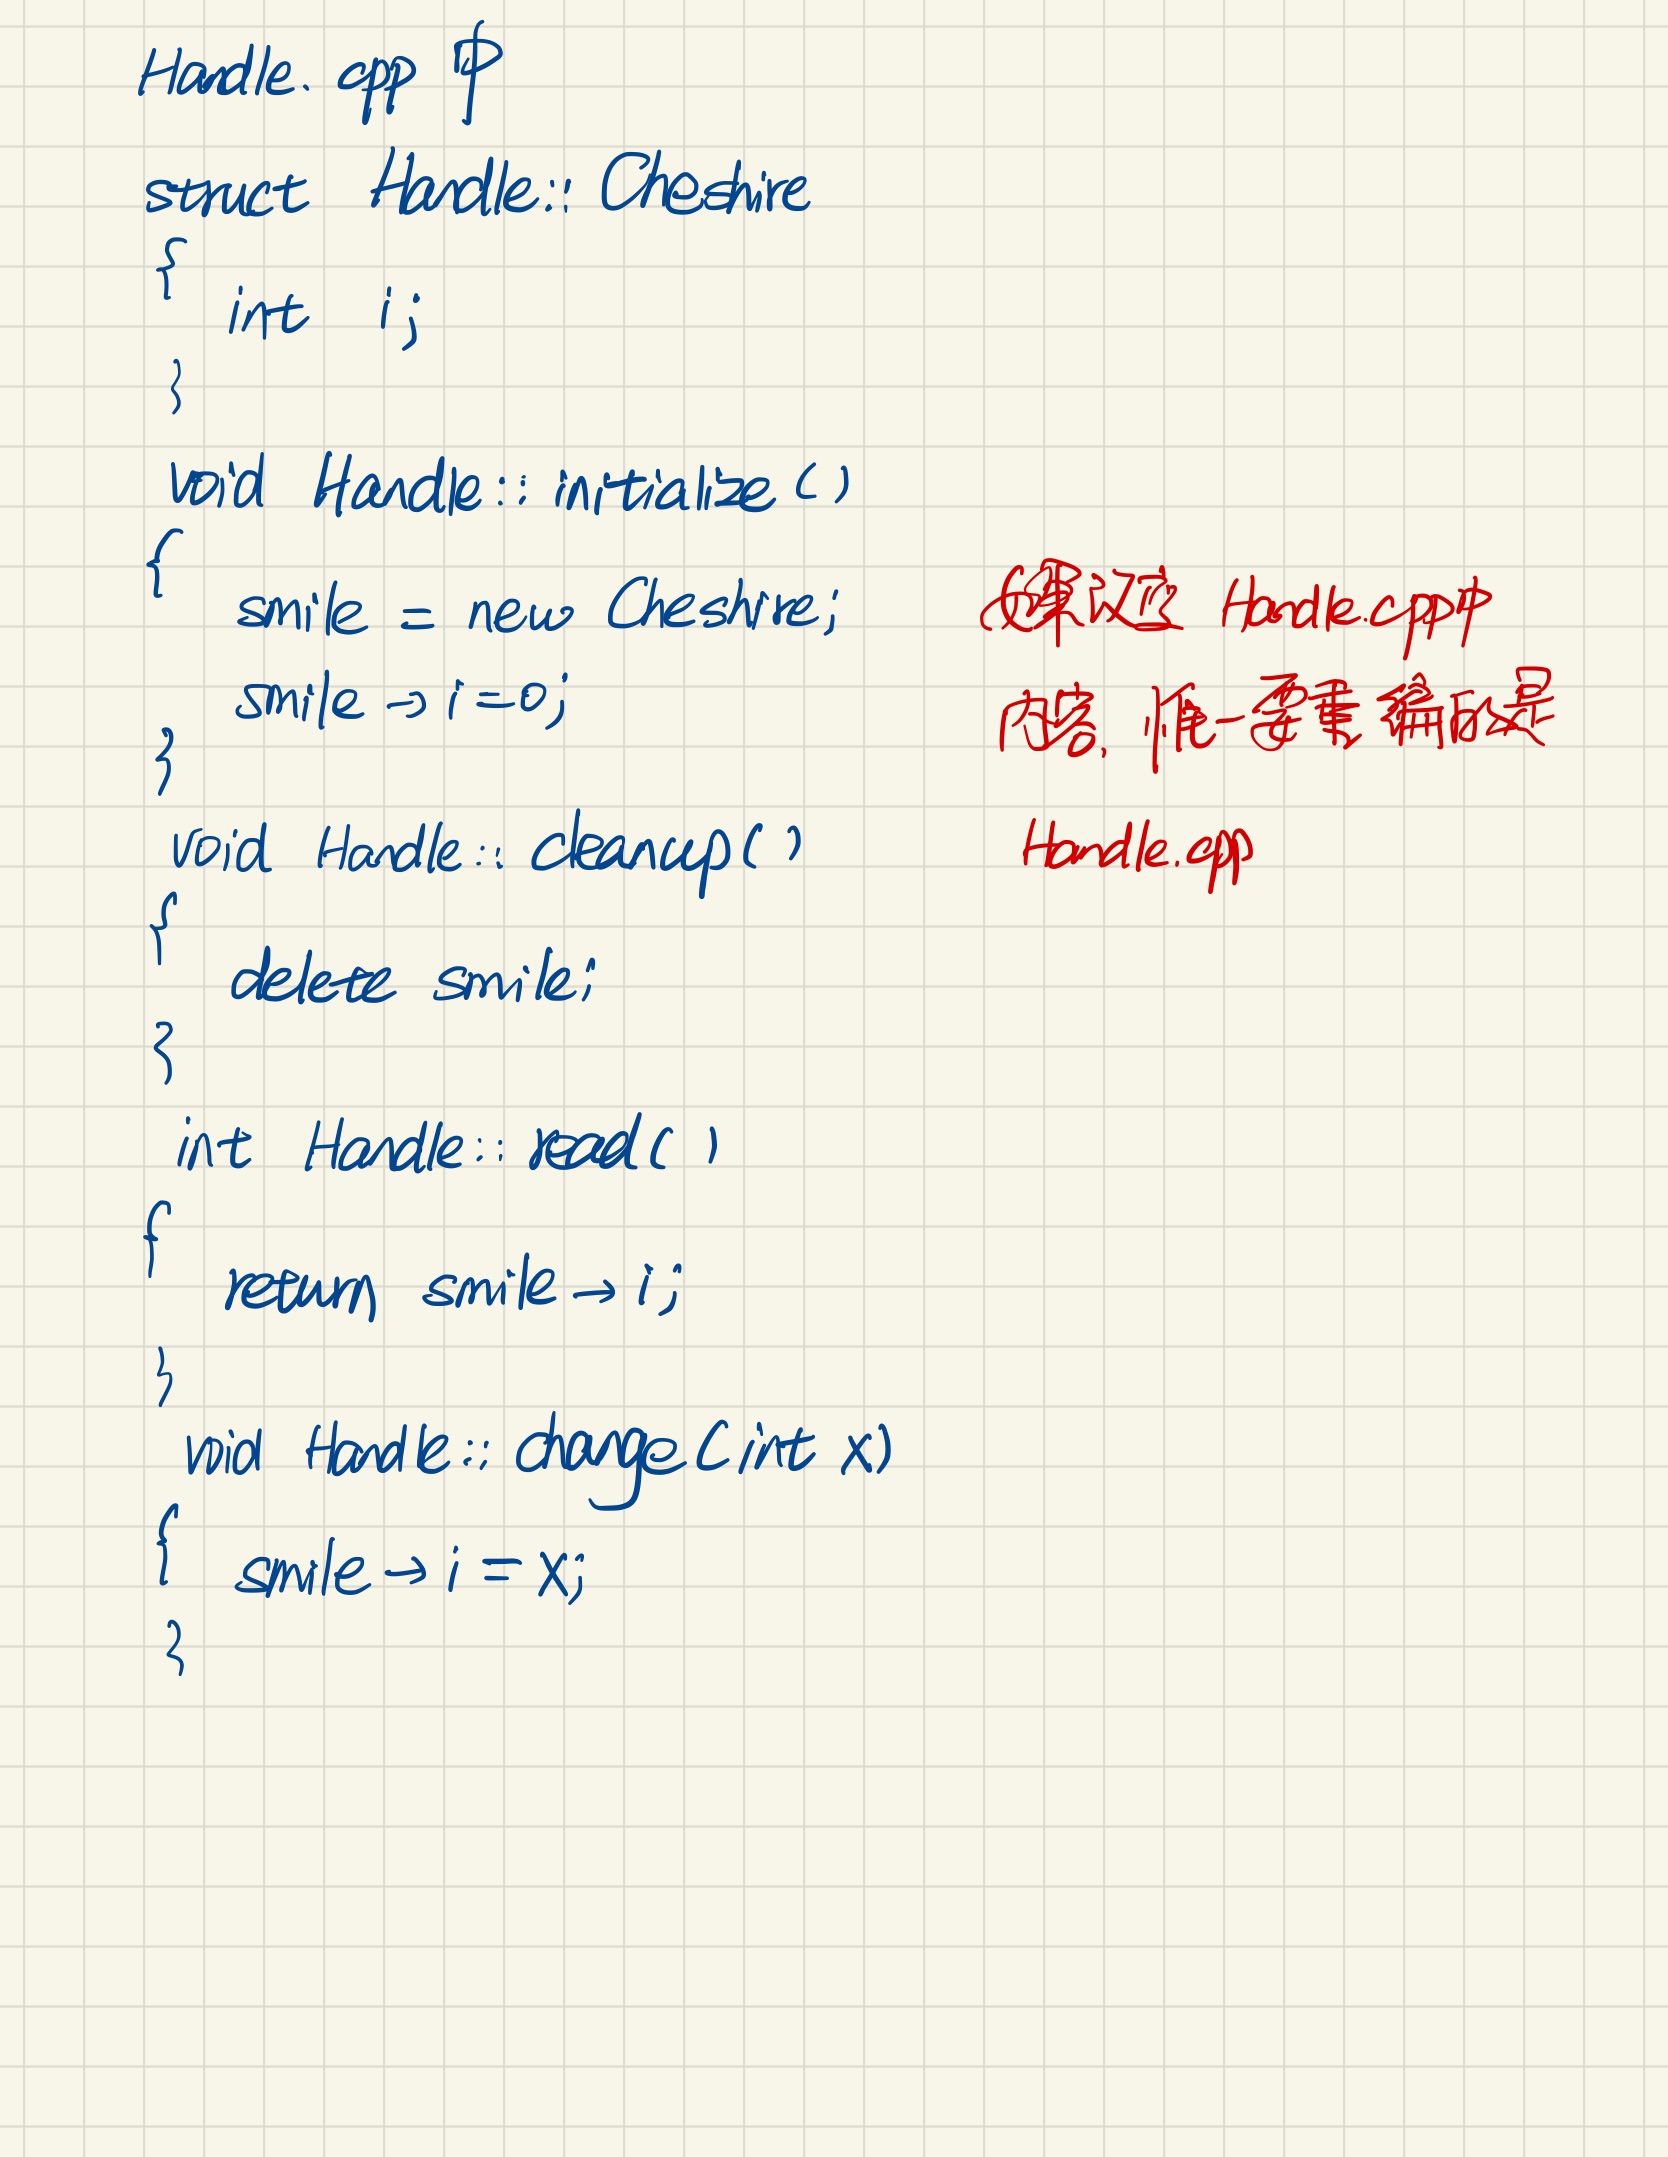 Handle.cpp 中
struct Handle::Cheshire
{
int i;
}
void Handle::initialize()
{
smile = new Cheshire;
smile → i = 0;
}
void Handle::cleanup()
{
delete smile;
}
int Handle::read()
{
return smile → i;
}
void Handle::change(int x)
{
smile → i = x;
}
如果改变 Handle.cpp中
内容, 惟一要重编的是
Handle.cpp